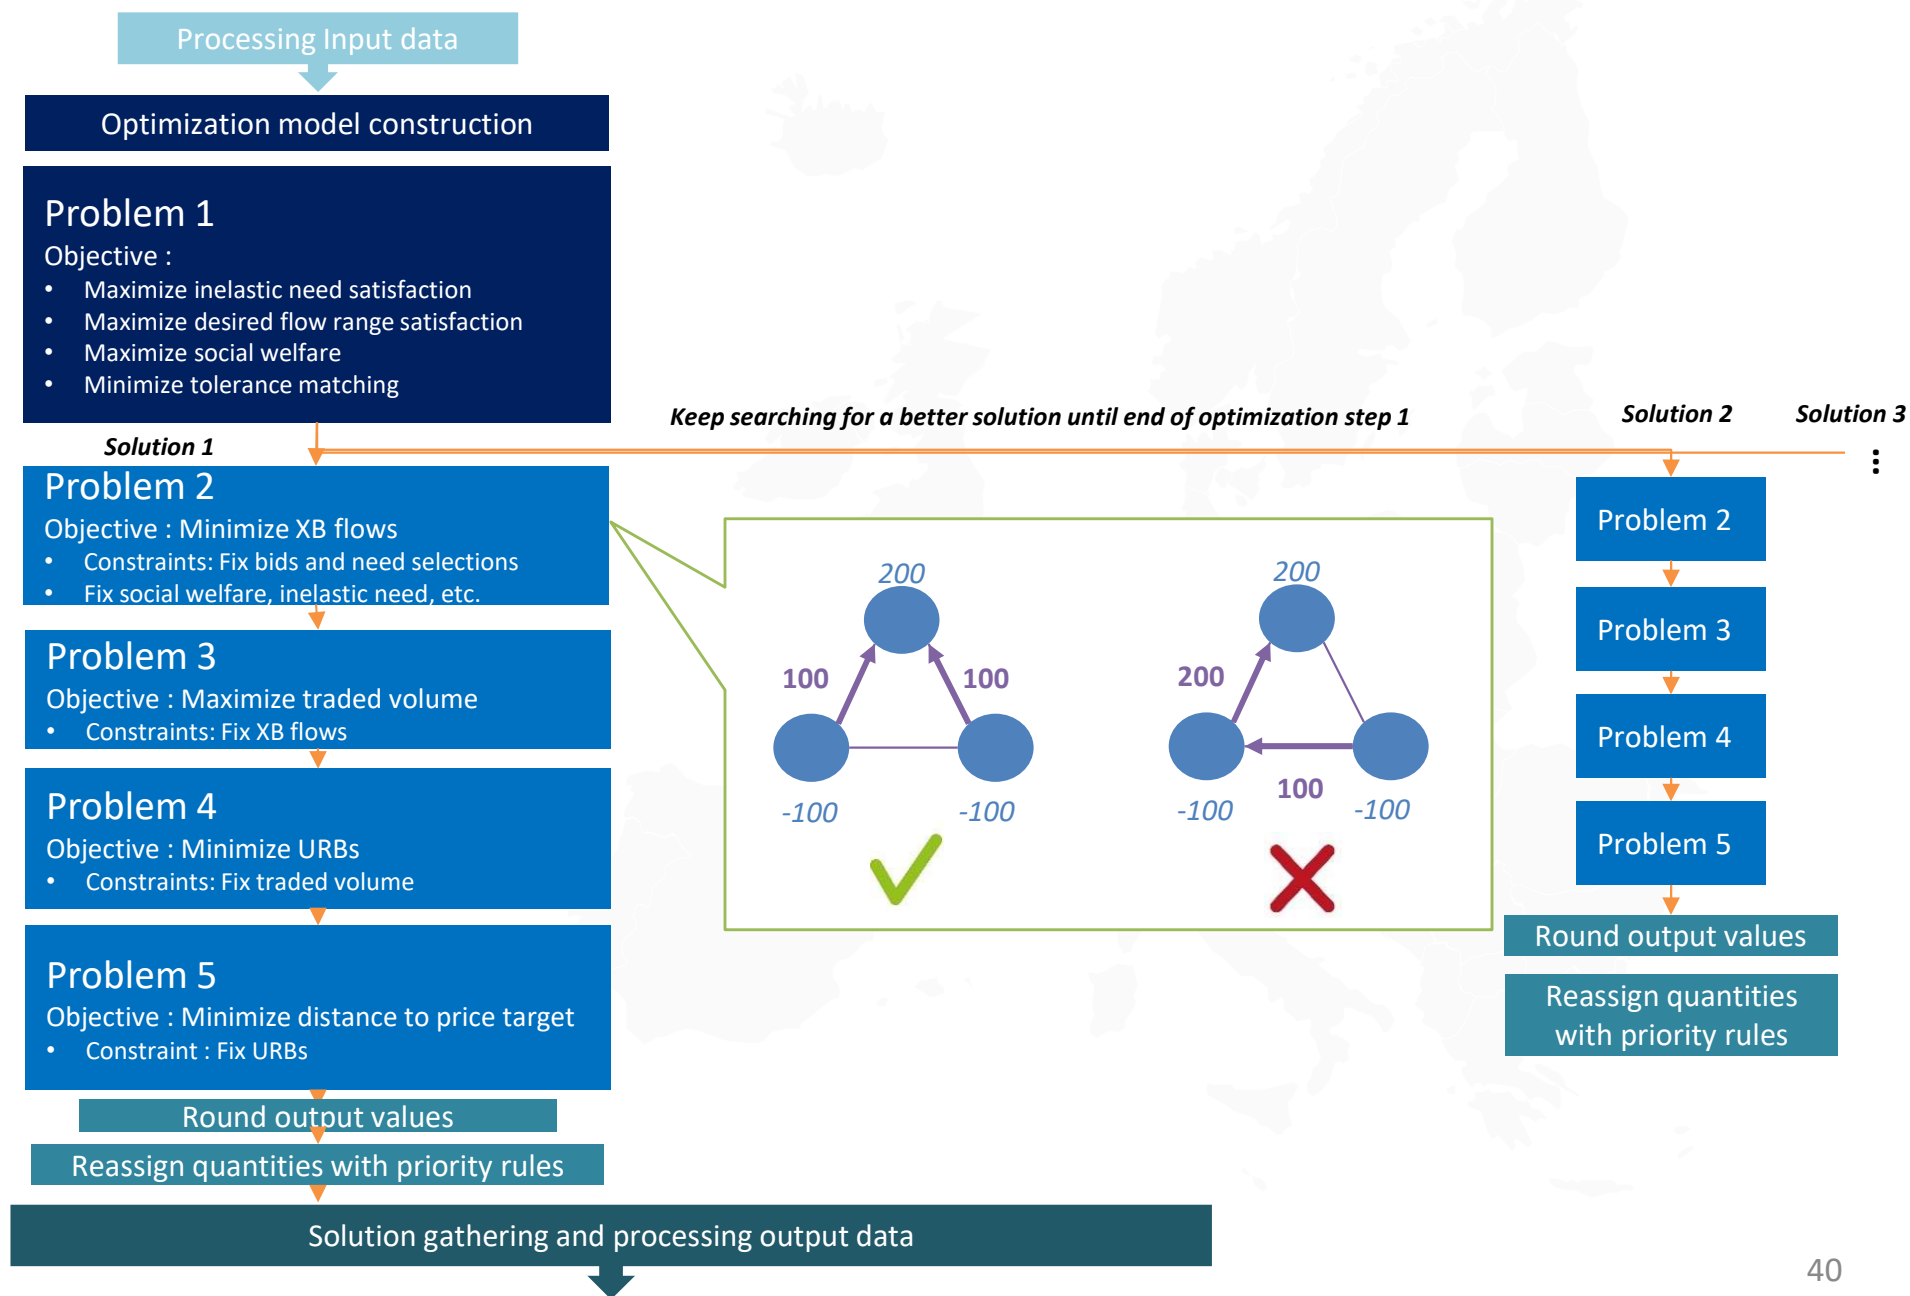 Processing Input data
Optimization model construction
Problem 1
Objective :
• Maximize inelastic need satisfaction
• Maximize desired flow range satisfaction
• Maximize social welfare
• Minimize tolerance matching
Keep searching for a better solution until end of optimization step 1
Solution 2
Solution 3
Solution 1
...
Problem 2
Objective : Minimize XB flows
• Constraints: Fix bids and need selections
• Fix social welfare, inelastic need, etc.
Problem 3
Objective : Maximize traded volume
• Constraints: Fix XB flows
Problem 4
Objective : Minimize URBs
• Constraints: Fix traded volume
Problem 5
Objective : Minimize distance to price target
• Constraint : Fix URBs
Round output values
Reassign quantities with priority rules
Solution gathering and processing output data
200
100
100
-100
-100
200
200
100
-100
-100
Problem 2
Problem 3
Problem 4
Problem 5
Round output values
Reassign quantities
with priority rules
40